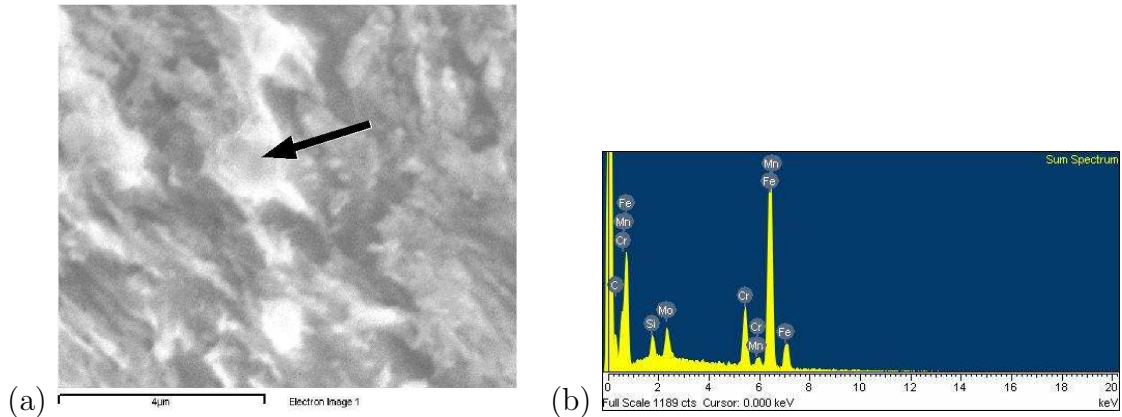 (a)
4µm
Electron Image 1
(b)
Sum Spectrum
Mn
Fe
Fe
Mn
Cr
C
Si
Mo
Cr
Cr
Mn
Fe
0 2 4 6 8 10 12 14 16 18 20
Full Scale 1189 cts Cursor: 0.000 keV
keV